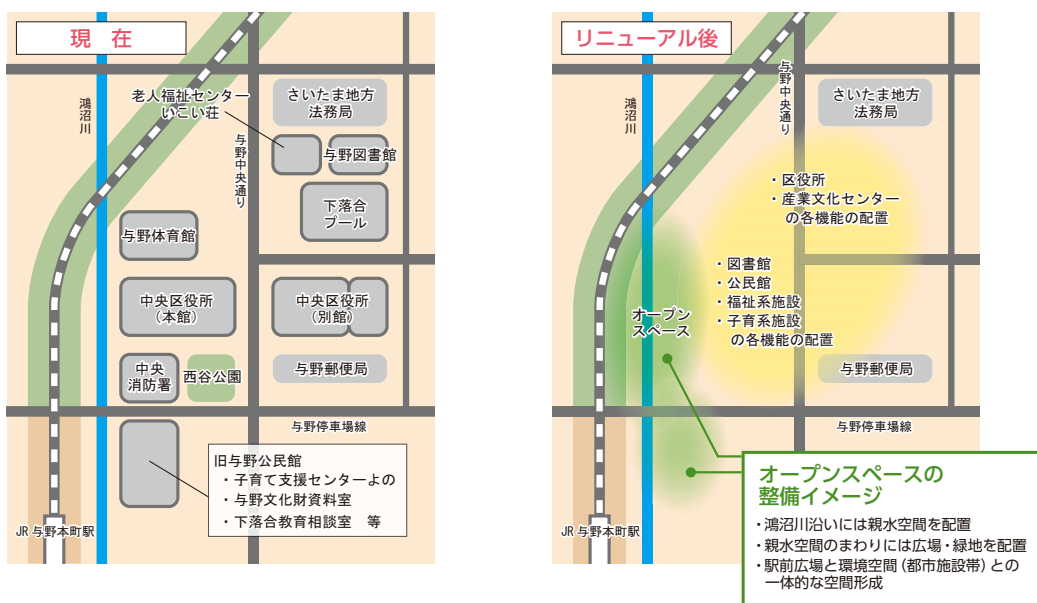 現 在
老人福祉センター
いこい荘
さいたま地方
法務局
鴻沼川
与野中央通り
与野図書館
下落合
プール
与野体育館
中央区役所
(本館)
中央区役所
(別館)
中央
消防署
西谷公園
与野郵便局
与野停車場線
旧与野公民館
・子育て支援センターよの
・与野文化財資料室
・下落合教育相談室 等
JR与野本町駅
リニューアル後
与野中央通り
さいたま地方
法務局
鴻沼川
・区役所
・産業文化センター
の各機能の配置
・図書館
・公民館
・福祉系施設
・子育系施設
の各機能の配置
オープン
スペース
与野郵便局
与野停車場線
オープンスペースの
整備イメージ
・鴻沼川沿いには親水空間を配置
・親水空間のまわりには広場・緑地を配置
・駅前広場と環境空間(都市施設帯)との
一体的な空間形成
JR与野本町駅